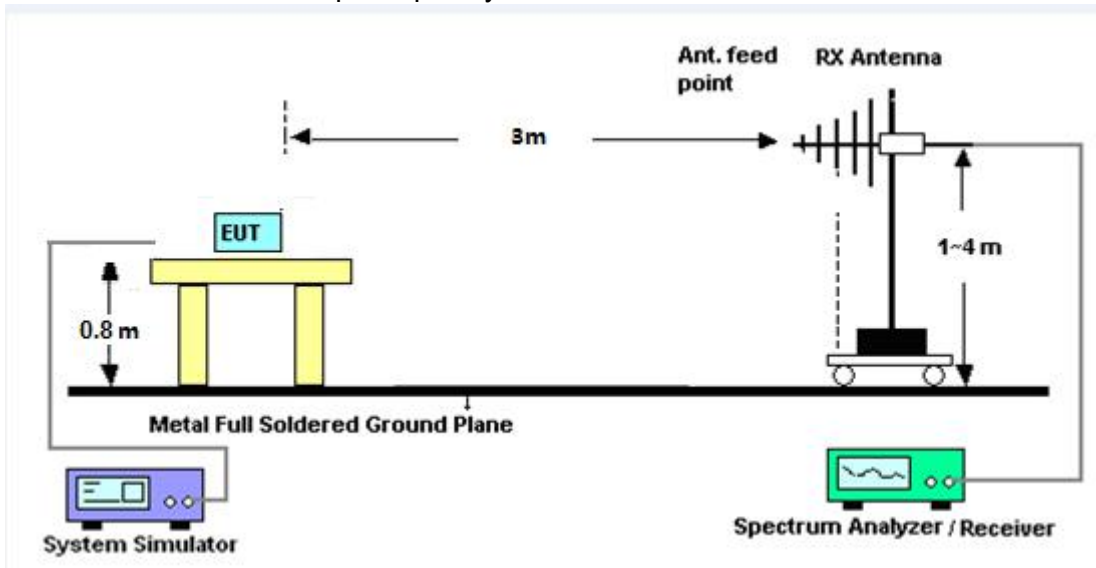 Ant. feed
point
RX Antenna
3m
EUT
1~4 m
0.8 m
Metal Full Soldered Ground Plane
System Simulator
Spectrum Analyzer / Receiver